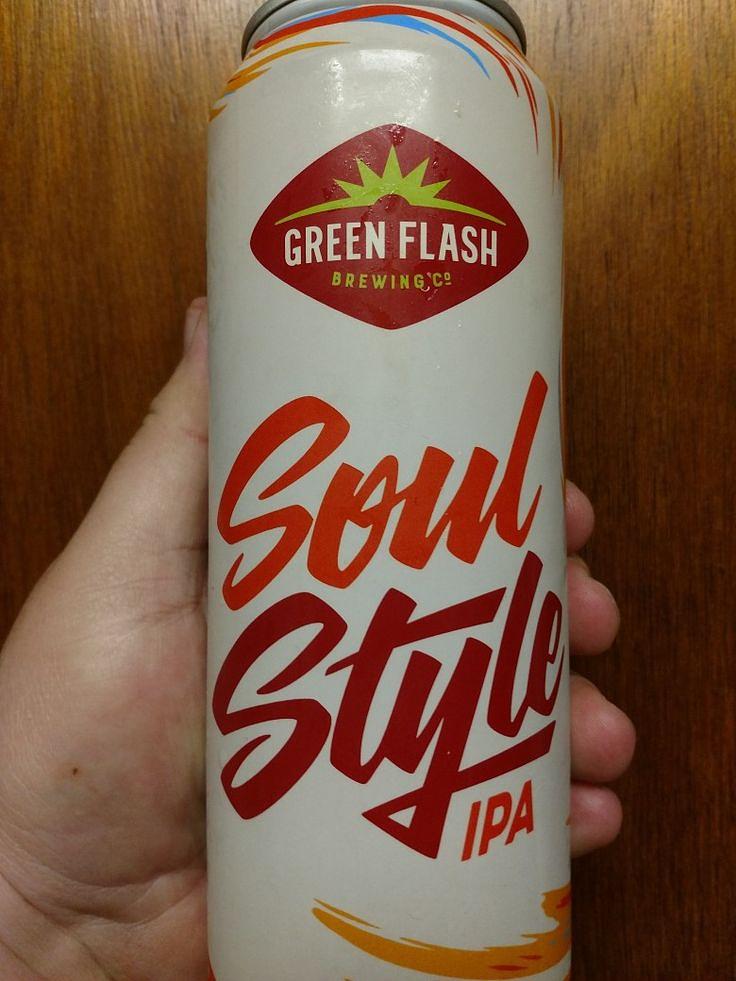 GREEN FLASH
BREWING Cº
Soul
Style
IPA